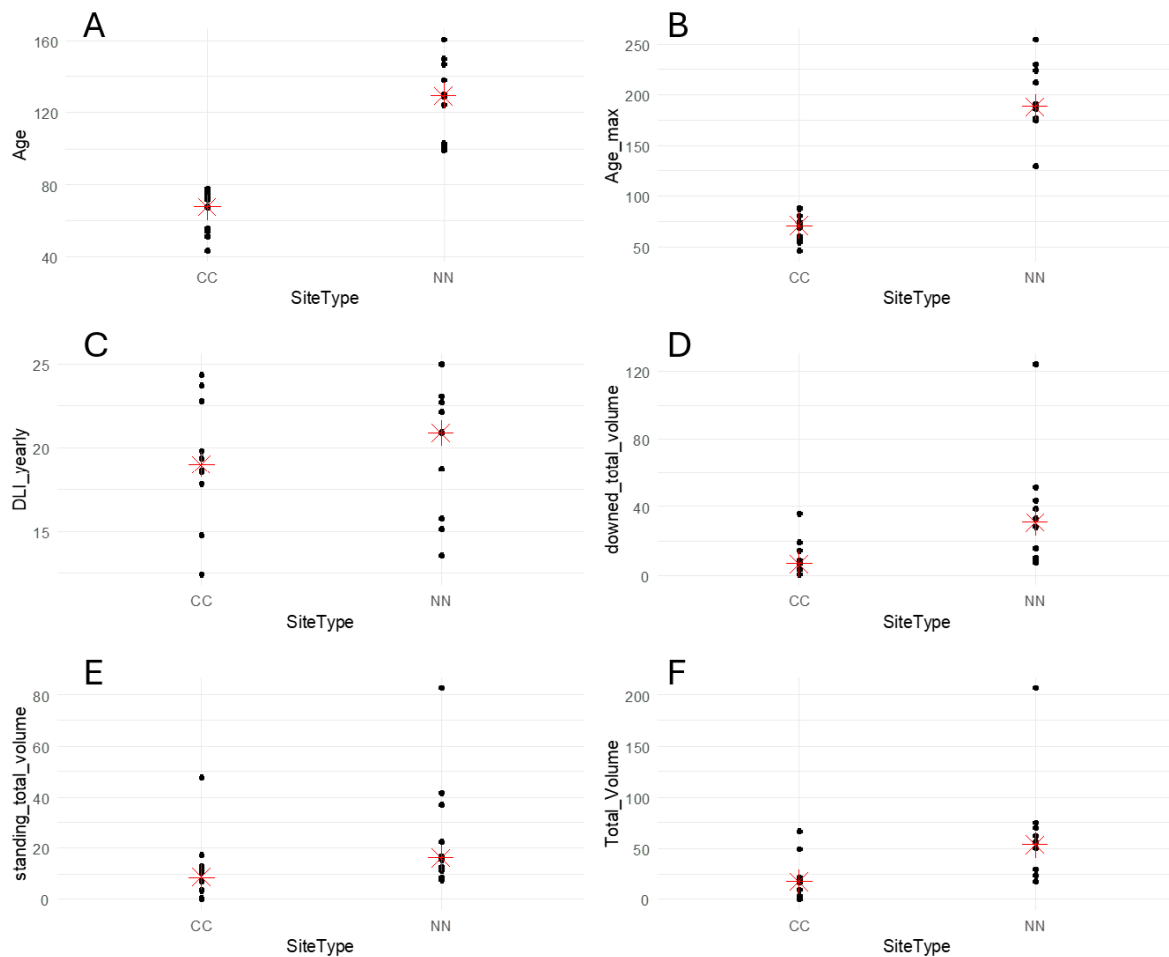 A
Age
160
120
80
40
CC
NN
SiteType
B
Age_max
250
200
150
100
50
CC
NN
SiteType
C
DLI_yearly
25
20
15
CC
NN
SiteType
D
downed_total_volume
120
80
40
0
CC
NN
SiteType
E
standing_total_volume
80
60
40
20
0
CC
NN
SiteType
F
Total_Volume
200
150
100
50
0
CC
NN
SiteType